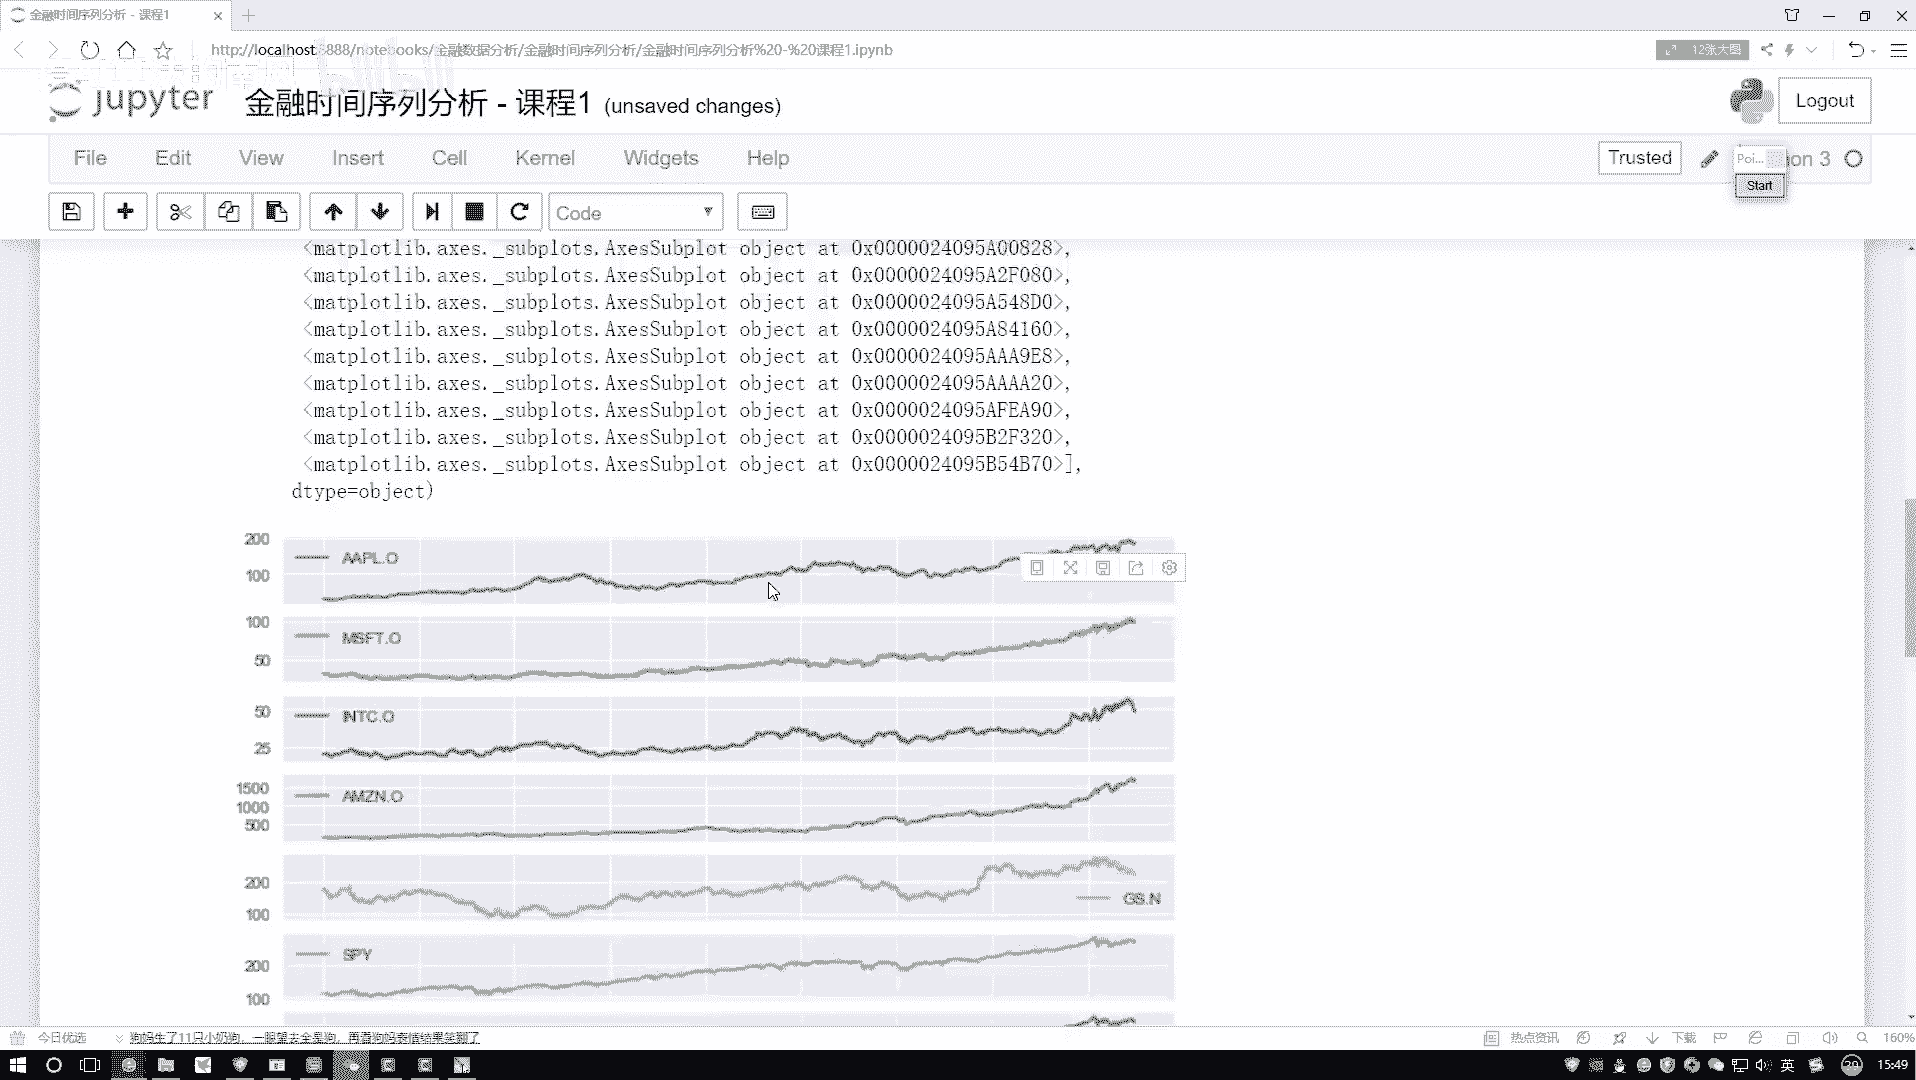 金融时间序列分析 - 课程1
http://localhost:8888/notebooks/金融数据分析/金融时间序列分析/金融时间序列分析%20-%20课程1.ipynb
12张大图
jupyter 金融时间序列分析 - 课程1 (unsaved changes)
Logout
File Edit View Insert Cell Kernel Widgets Help
Trusted
Poi...
on 3
Start
Code
<matplotlib.axes._subplots.AxesSubplot object at 0x0000024095A00828>,
<matplotlib.axes._subplots.AxesSubplot object at 0x0000024095A2F080>,
<matplotlib.axes._subplots.AxesSubplot object at 0x0000024095A548D0>,
<matplotlib.axes._subplots.AxesSubplot object at 0x0000024095A84160>,
<matplotlib.axes._subplots.AxesSubplot object at 0x0000024095AAA9E8>,
<matplotlib.axes._subplots.AxesSubplot object at 0x0000024095AAAA20>,
<matplotlib.axes._subplots.AxesSubplot object at 0x0000024095AFEA90>,
<matplotlib.axes._subplots.AxesSubplot object at 0x0000024095B2F320>,
<matplotlib.axes._subplots.AxesSubplot object at 0x0000024095B54B70>],
dtype=object)
200
AAPL.O
100
100
MSFT.O
50
50
INTC.O
25
1500
AMZN.O
1000
500
200
GS.N
100
SPY
200
100
今日优选
狗妈生了11只小奶狗,一眼望去全是狗,再看狗妈表情结果笑翻了
热点资讯
下载
160%
英
29
15:49